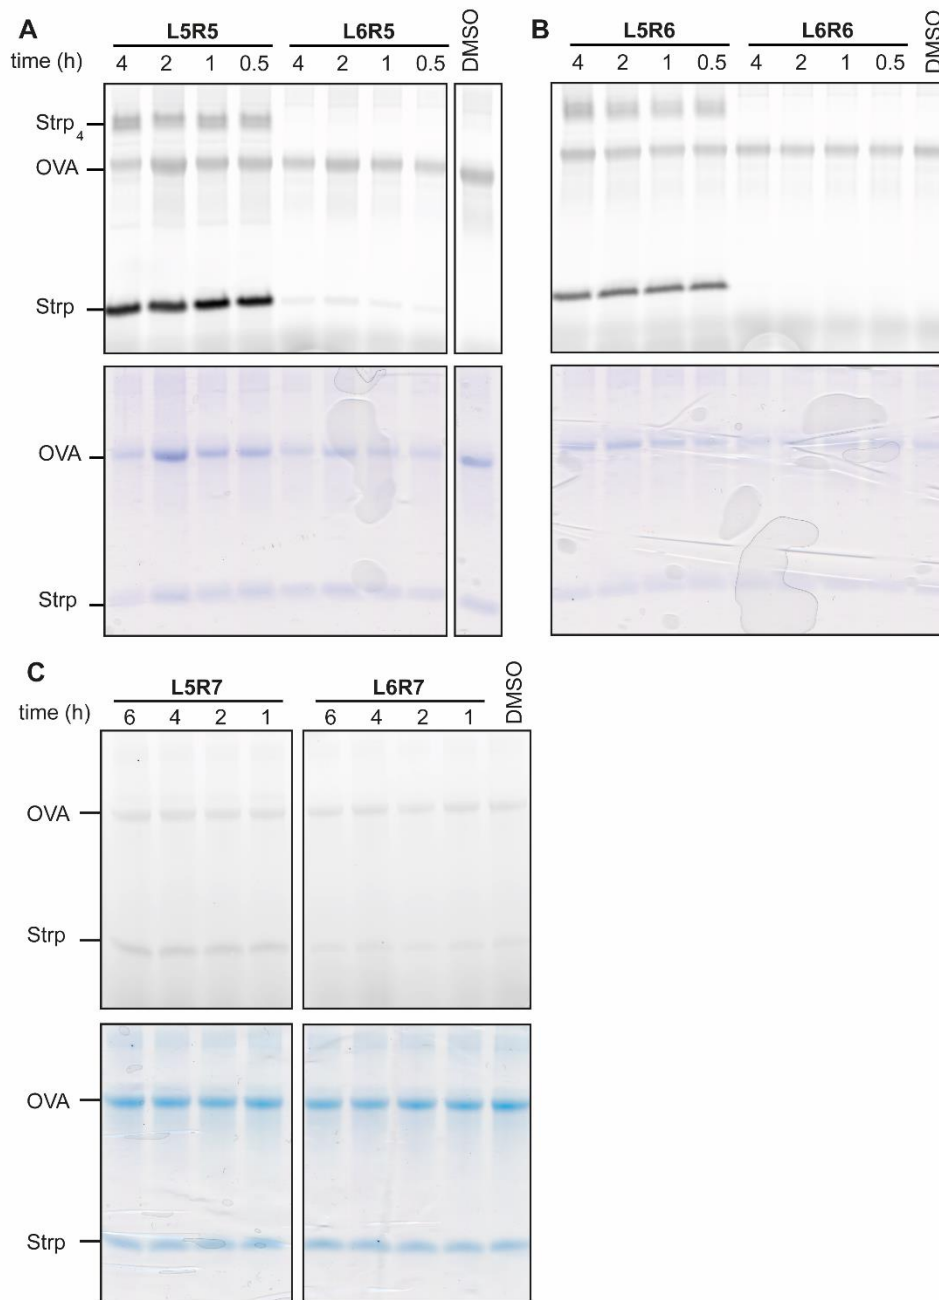 A
L5R5 L6R5 DMSO
time (h) 4 2 1 0.5 4 2 1 0.5
Strp4
OVA
Strp
OVA
Strp
B
L5R6 L6R6 DMSO
4 2 1 0.5 4 2 1 0.5
C
L5R7 L6R7 DMSO
time (h) 6 4 2 1 6 4 2 1
OVA
Strp
OVA
Strp